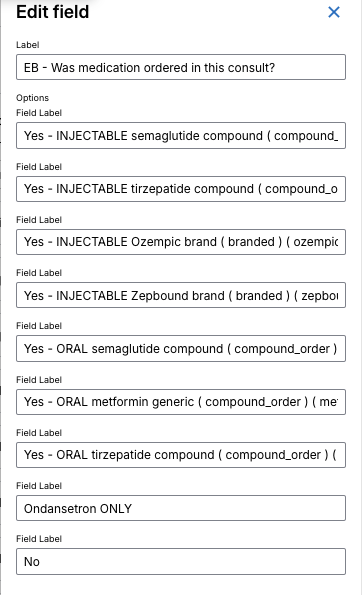 Edit field
Label
EB - Was medication ordered in this consult?
Options
Field Label
Yes - INJECTABLE semaglutide compound ( compound_
Field Label
Yes - INJECTABLE tirzepatide compound ( compound_o
Field Label
Yes - INJECTABLE Ozempic brand ( branded ) ( ozempic
Field Label
Yes - INJECTABLE Zepbound brand ( branded ) ( zepbou
Field Label
Yes - ORAL semaglutide compound ( compound_order )
Field Label
Yes - ORAL metformin generic ( compound_order ) ( met
Field Label
Yes - ORAL tirzepatide compound ( compound_order ) (
Field Label
Ondansetron ONLY
Field Label
No